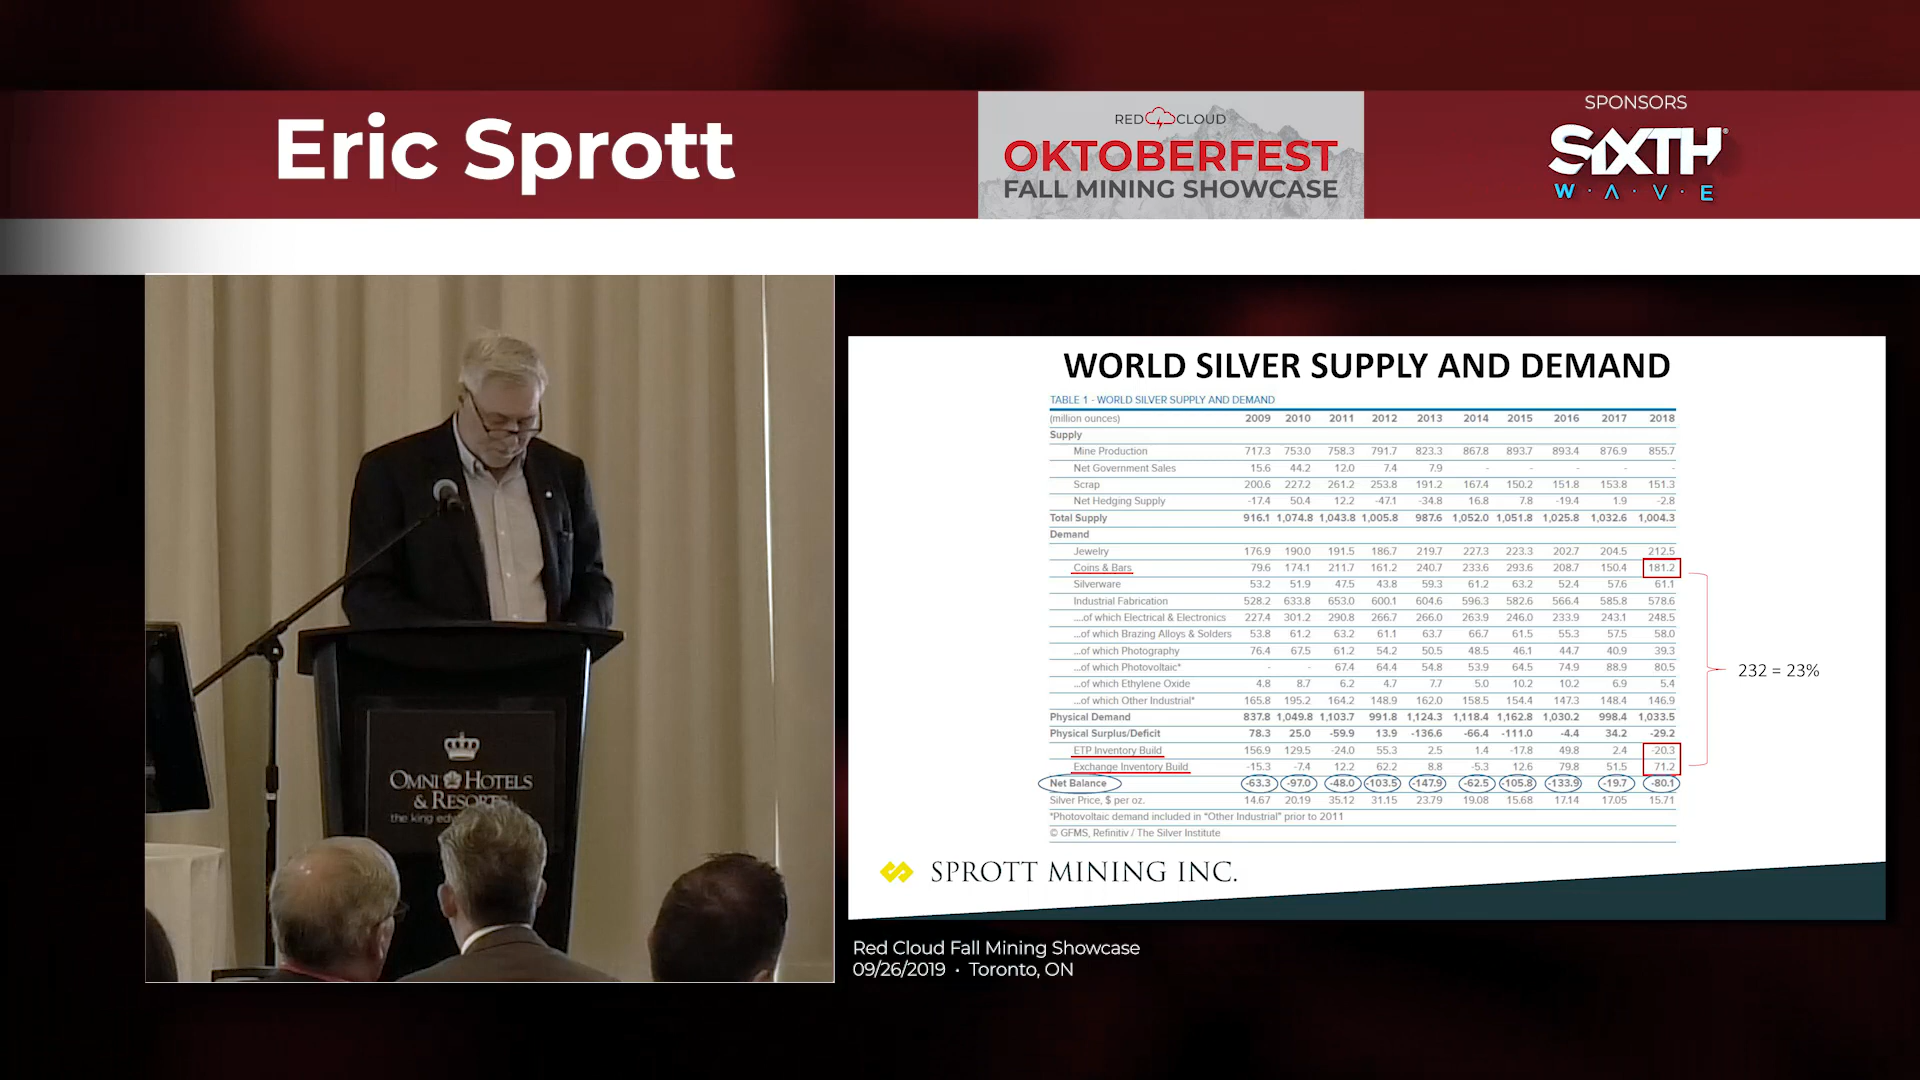 Eric Sprott
RED CLOUD
OKTOBERFEST
FALL MINING SHOWCASE
SPONSORS
SIXTH
W·A·V·E
OMNI HOTELS
& RESORTS
the king edw
WORLD SILVER SUPPLY AND DEMAND
TABLE 1 - WORLD SILVER SUPPLY AND DEMAND
(million ounces) 2009 2010 2011 2012 2013 2014 2015 2016 2017 2018
Supply
Mine Production 717.3 753.0 758.3 791.7 823.3 867.8 893.7 893.4 876.9 855.7
Net Government Sales 15.6 44.2 12.0 7.4 7.9 - - - - -
Scrap 200.6 227.2 261.2 253.8 191.2 167.4 150.2 151.8 153.8 151.3
Net Hedging Supply -17.4 50.4 12.2 -47.1 -34.8 16.8 7.8 -19.4 1.9 -2.8
Total Supply 916.1 1,074.8 1,043.8 1,005.8 987.6 1,052.0 1,051.8 1,025.8 1,032.6 1,004.3
Demand
Jewelry 176.9 190.0 191.5 186.7 219.7 227.3 223.3 202.7 204.5 212.5
Coins & Bars 79.6 174.1 211.7 161.2 240.7 233.6 293.6 208.7 150.4 181.2
Silverware 53.2 51.9 47.5 43.8 59.3 61.2 63.2 52.4 57.6 61.1
Industrial Fabrication 528.2 633.8 653.0 600.1 604.6 596.3 582.6 566.4 585.8 578.6
....of which Electrical & Electronics 227.4 301.2 290.8 266.7 266.0 263.9 246.0 233.9 243.1 248.5
...of which Brazing Alloys & Solders 53.8 61.2 63.2 61.1 63.7 66.7 61.5 55.3 57.5 58.0
...of which Photography 76.4 67.5 61.2 54.2 50.5 48.5 46.1 44.7 40.9 39.3
...of which Photovoltaic* - - 67.4 64.4 54.8 53.9 64.5 74.9 88.9 80.5
...of which Ethylene Oxide 4.8 8.7 6.2 4.7 7.7 5.0 10.2 10.2 6.9 5.4
...of which Other Industrial* 165.8 195.2 164.2 148.9 162.0 158.5 154.4 147.3 148.4 146.9
Physical Demand 837.8 1,049.8 1,103.7 991.8 1,124.3 1,118.4 1,162.8 1,030.2 998.4 1,033.5
Physical Surplus/Deficit 78.3 25.0 -59.9 13.9 -136.6 -66.4 -111.0 -4.4 34.2 -29.2
ETP Inventory Build 156.9 129.5 -24.0 55.3 2.5 1.4 -17.8 49.8 2.4 -20.3
Exchange Inventory Build -15.3 -7.4 12.2 62.2 8.8 -5.3 12.6 79.8 51.5 71.2
Net Balance -63.3 -97.0 -48.0 -103.5 -147.9 -62.5 -105.8 -133.9 -19.7 -80.1
Silver Price, $ per oz. 14.67 20.19 35.12 31.15 23.79 19.08 15.68 17.14 17.05 15.71
*Photovoltaic demand included in "Other Industrial" prior to 2011
© GFMS, Refinitiv / The Silver Institute
232 = 23%
SPROTT MINING INC.
Red Cloud Fall Mining Showcase
09/26/2019 · Toronto, ON